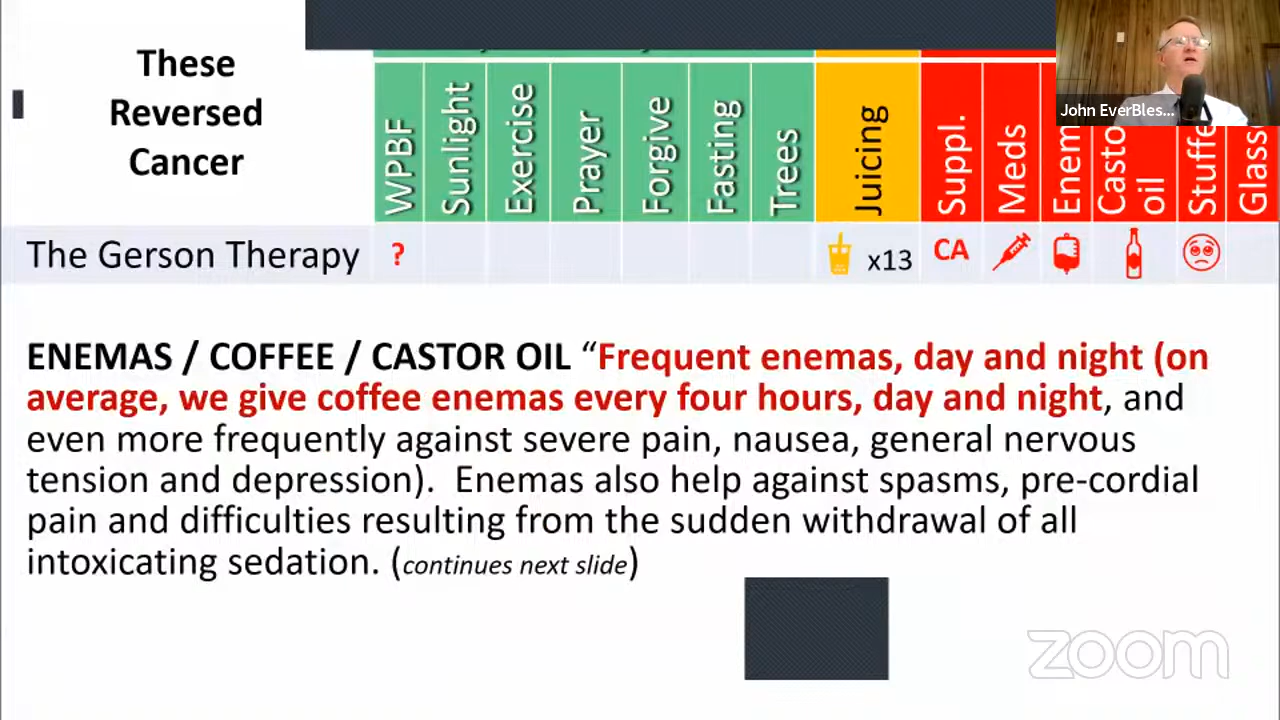 These
Reversed
Cancer
WPBF
Sunlight
Exercise
Prayer
Forgive
Fasting
Trees
Juicing
Suppl.
Meds
Enem
Casto
oil
Stuffe
Glass
John EverBles...
The Gerson Therapy ? x13 CA
ENEMAS / COFFEE / CASTOR OIL “Frequent enemas, day and night (on
average, we give coffee enemas every four hours, day and night, and
even more frequently against severe pain, nausea, general nervous
tension and depression).  Enemas also help against spasms, pre-cordial
pain and difficulties resulting from the sudden withdrawal of all
intoxicating sedation. (continues next slide)
zoom